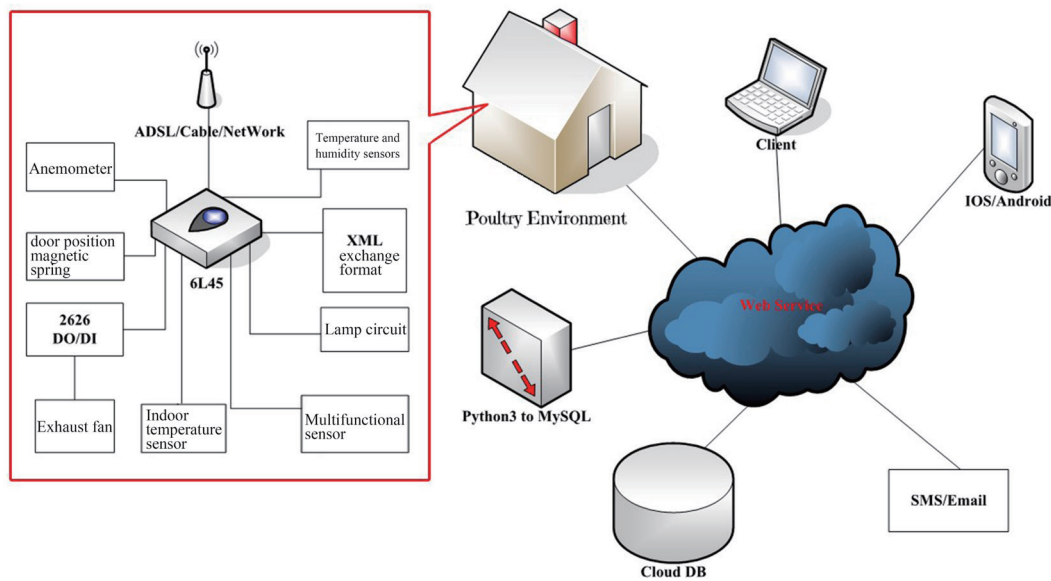 ADSL/Cable/NetWork
Anemometer
Temperature and
humidity sensors
door position
magnetic
spring
6L45
XML
exchange
format
2626
DO/DI
Lamp circuit
Exhaust fan
Indoor
temperature
sensor
Multifunctional
sensor
Poultry Environment
Client
IOS/Android
Web Service
Python3 to MySQL
Cloud DB
SMS/Email